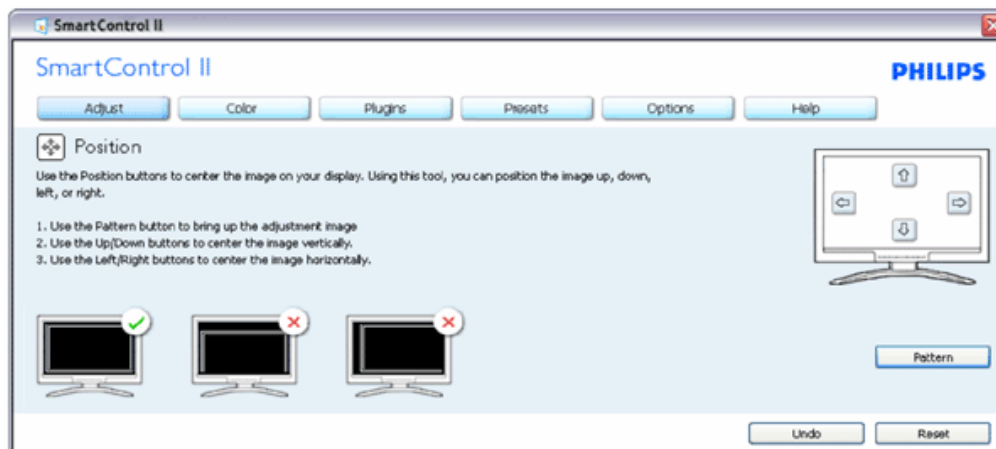 SmartControl II
SmartControl II
PHILIPS
Adjust Color Plugins Presets Options Help
Position
Use the Position buttons to center the image on your display. Using this tool, you can position the image up, down,
left, or right.
1. Use the Pattern button to bring up the adjustment image
2. Use the Up/Down buttons to center the image vertically.
3. Use the Left/Right buttons to center the image horizontally.
Pattern
Undo Reset